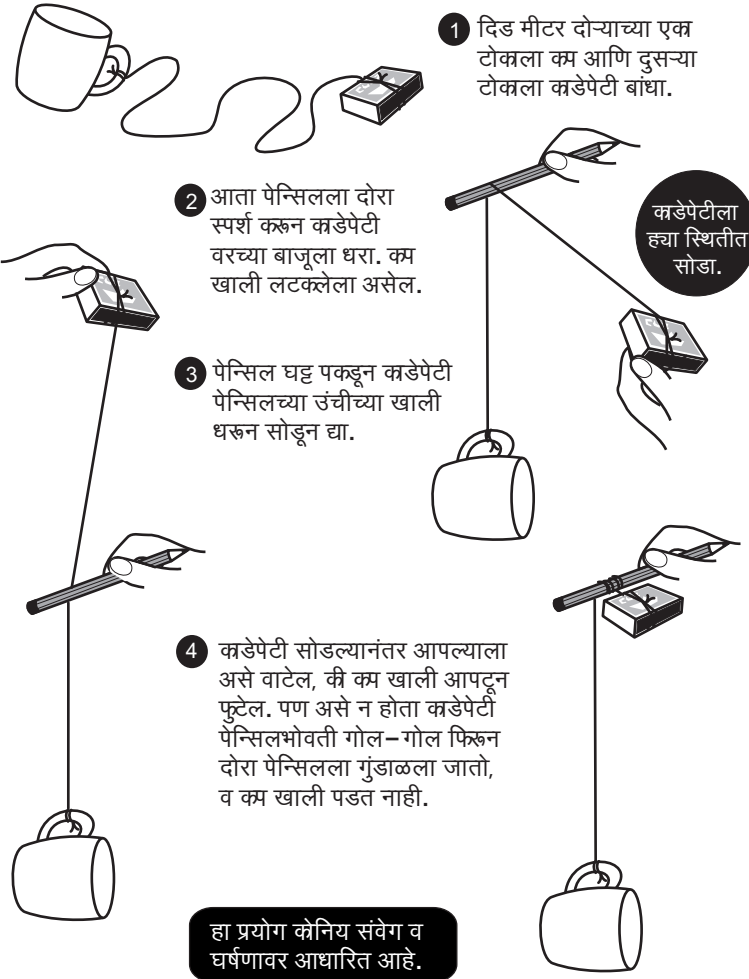 1 दिड मीटर दोऱ्याच्या एका
टोकाला कप आणि दुसऱ्या
टोकाला काडेपेटी बांधा.
2 आता पेन्सिलला दोरा
स्पर्श करून काडेपेटी
वरच्या बाजूला धरा. कप
खाली लटकलेला असेल.
काडेपेटीला
ह्या स्थितीत
सोडा.
3 पेन्सिल घट्ट पकडून काडेपेटी
पेन्सिलच्या उंचीच्या खाली
धरून सोडून द्या.
4 काडेपेटी सोडल्यानंतर आपल्याला
असे वाटेल, की कप खाली आपटून
फुटेल. पण असे न होता काडेपेटी
पेन्सिलभोवती गोल–गोल फिरून
दोरा पेन्सिलला गुंडाळला जातो,
व कप खाली पडत नाही.
हा प्रयोग कोनिय संवेग व
घर्षणावर आधारित आहे.